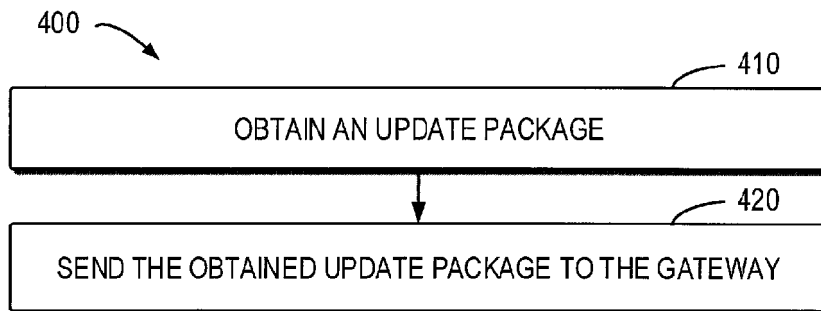 400
410
OBTAIN AN UPDATE PACKAGE
420
SEND THE OBTAINED UPDATE PACKAGE TO THE GATEWAY